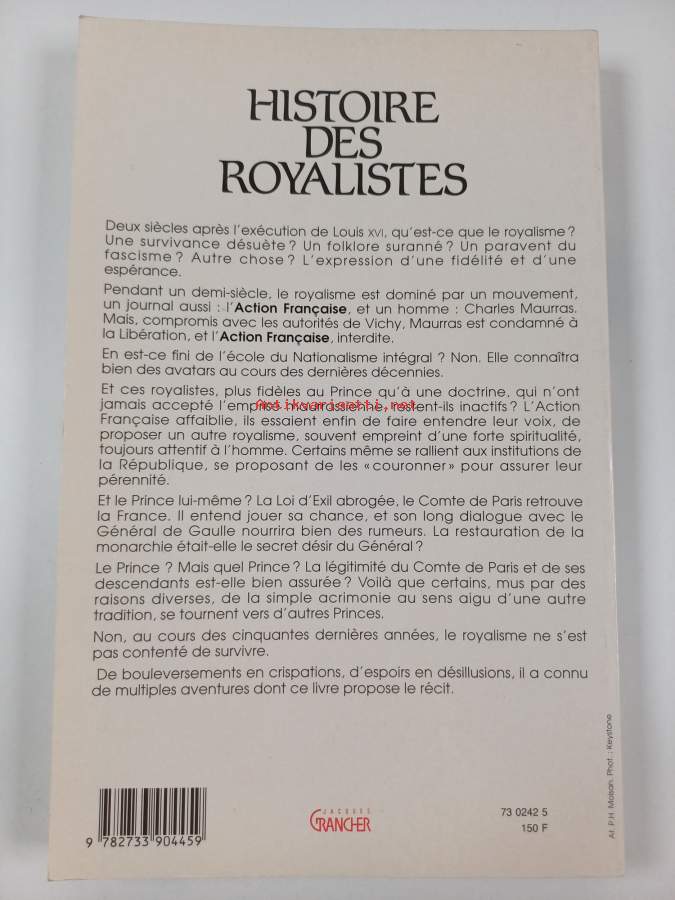 HISTOIRE
DES
ROYALISTES
Deux siècles après l'exécution de Louis XVI, qu'est-ce que le royalisme ?
Une survivance désuète ? Un folklore suranné ? Un paravent du
fascisme ? Autre chose ? L'expression d'une fidélité et d'une
espérance.
Pendant un demi-siècle, le royalisme est dominé par un mouvement,
un journal aussi : l'Action Française, et un homme : Charles Maurras.
Mais, compromis avec les autorités de Vichy, Maurras est condamné à
la Libération, et l'Action Française, interdite.
En est-ce fini de l'école du Nationalisme intégral ? Non. Elle connaîtra
bien des avatars au cours des dernières décennies.
Et ces royalistes, plus fidèles au Prince qu'à une doctrine, qui n'ont
jamais accepté l'emprise maurrassienne, restent-ils inactifs ? L'Action
Antikvariaatti.net
Française affaiblie, ils essaient enfin de faire entendre leur voix, de
proposer un autre royalisme, souvent empreint d'une forte spiritualité,
toujours attentif à l'homme. Certains même se rallient aux institutions de
la République, se proposant de les «couronner» pour assurer leur
pérennité.
Et le Prince lui-même ? La Loi d'Exil abrogée, le Comte de Paris retrouve
la France. Il entend jouer sa chance, et son long dialogue avec le
Général de Gaulle nourrira bien des rumeurs. La restauration de la
monarchie était-elle le secret désir du Général ?
Le Prince ? Mais quel Prince ? La légitimité du Comte de Paris et de ses
descendants est-elle bien assurée ? Voilà que certains, mus par des
raisons diverses, de la simple acrimonie au sens aigu d'une autre
tradition, se tournent vers d'autres Princes.
Non, au cours des cinquantes dernières années, le royalisme ne s'est
pas contenté de survivre.
De bouleversements en crispations, d'espoirs en désillusions, il a connu
de multiples aventures dont ce livre propose le récit.
9 782733 904459
JACQUES
GRANCHER
73 0242 5
150 F
At. P.H. Moisan. Phot. : Keystone